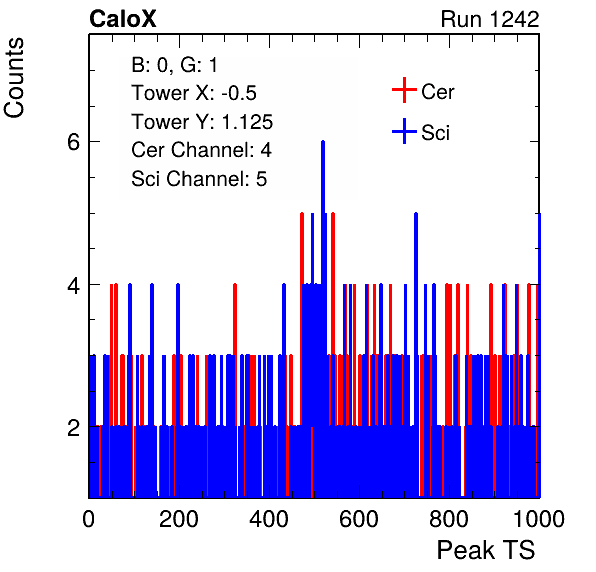 CaloX Run 1242
Counts
B: 0, G: 1
Tower X: -0.5
Tower Y: 1.125
Cer Channel: 4
Sci Channel: 5
Cer
Sci
6
4
2
0 200 400 600 800 1000
Peak TS